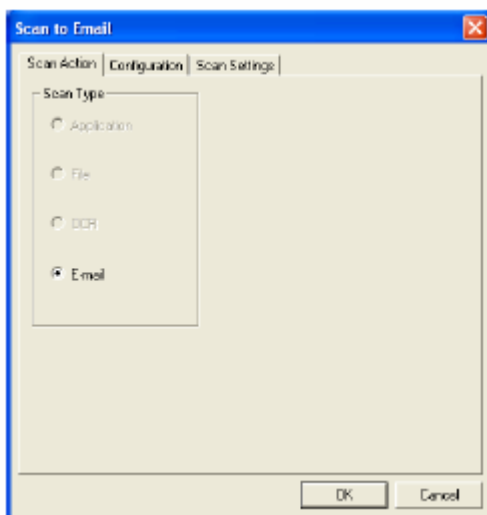 Scan to Email
Scan Action Configuration Scan Settings
Scan Type
Application
File
OCR
E-mail
OK Cancel